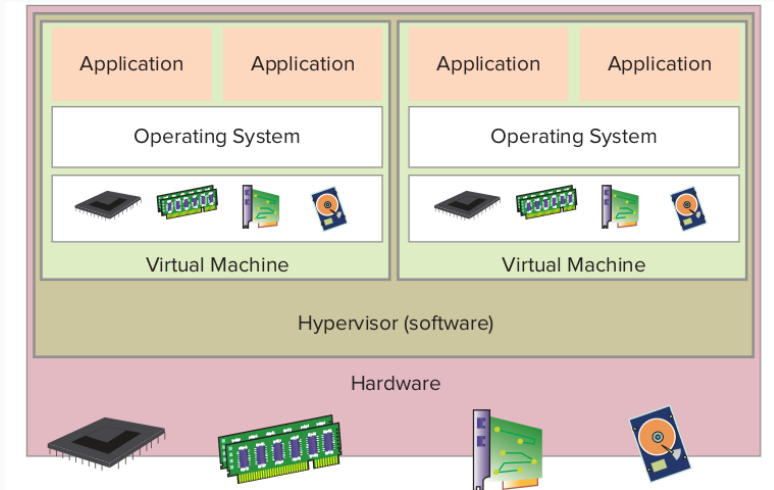 Application
Application
Application
Application
Operating System
Operating System
Virtual Machine
Virtual Machine
Hypervisor (software)
Hardware